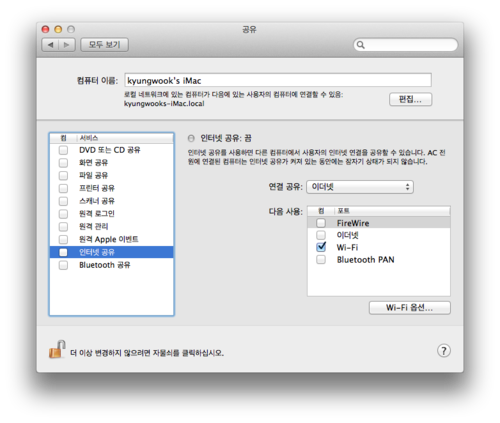 공유
모두 보기
컴퓨터 이름: kyungwook's iMac
로컬 네트워크에 있는 컴퓨터가 다음에 있는 사용자의 컴퓨터에 연결할 수 있음:
kyungwooks-iMac.local
편집...
켬 서비스
DVD 또는 CD 공유
화면 공유
파일 공유
프린터 공유
스캐너 공유
원격 로그인
원격 관리
원격 Apple 이벤트
인터넷 공유
Bluetooth 공유
인터넷 공유: 끔
인터넷 공유를 사용하면 다른 컴퓨터에서 사용자의 인터넷 연결을 공유할 수 있습니다. AC 전
원에 연결된 컴퓨터는 인터넷 공유가 켜져 있는 동안에는 잠자기 상태가 되지 않습니다.
연결 공유: 이더넷
다음 사용:
켬 포트
FireWire
이더넷
Wi-Fi
Bluetooth PAN
Wi-Fi 옵션...
더 이상 변경하지 않으려면 자물쇠를 클릭하십시오.
?